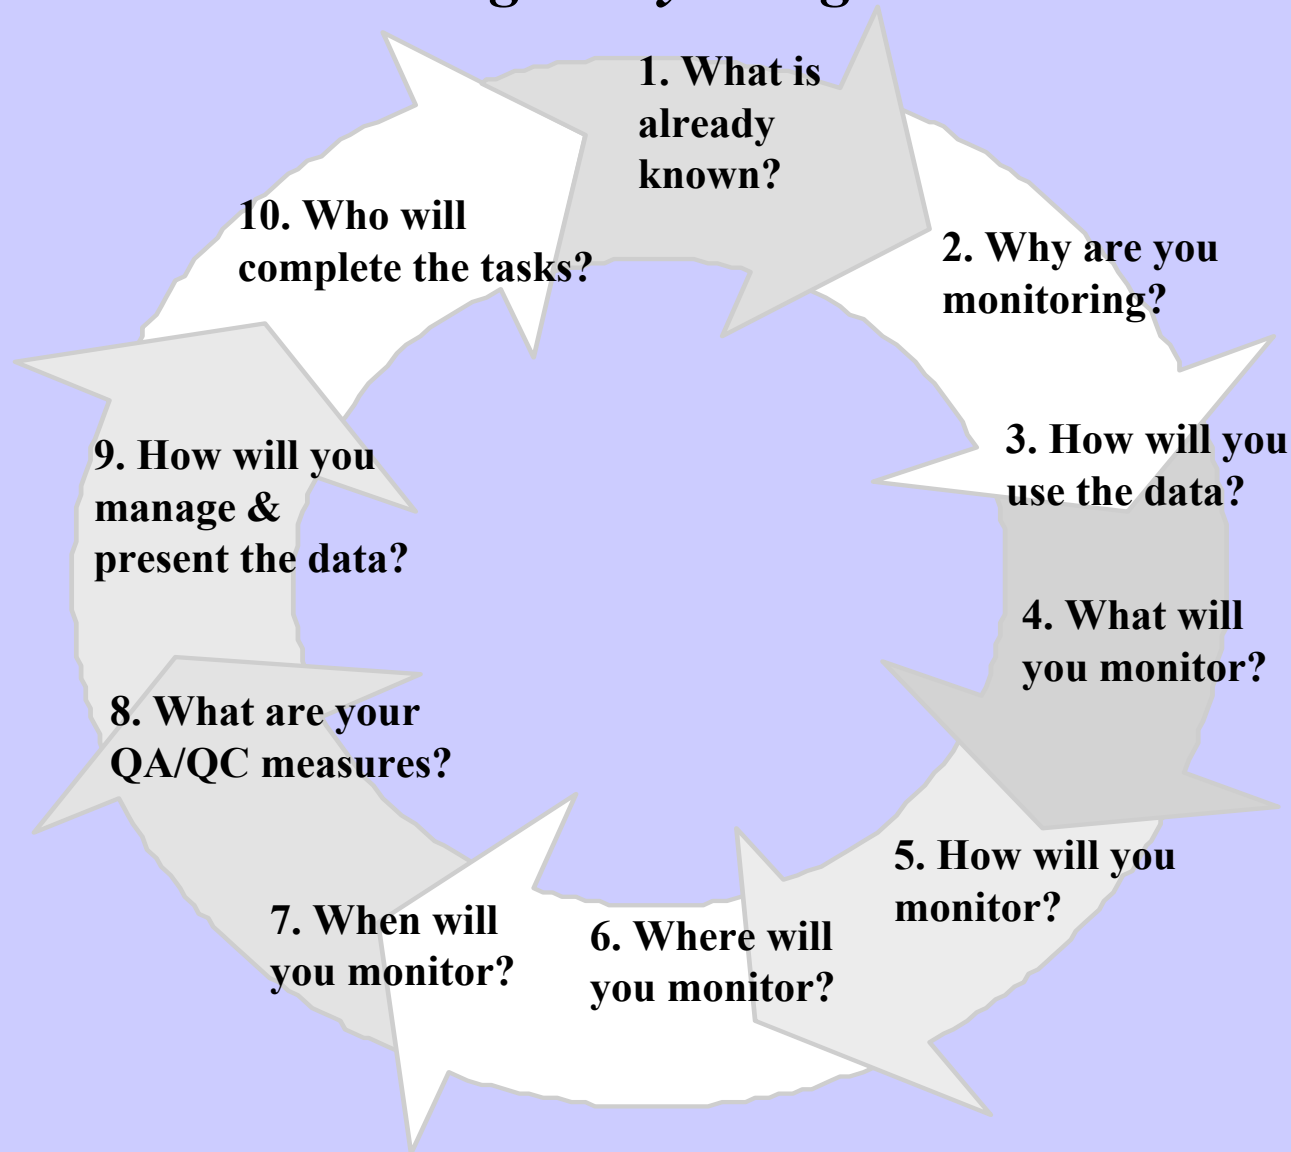 1. What is
already
known?
2. Why are you
monitoring?
3. How will you
use the data?
4. What will
you monitor?
5. How will you
monitor?
6. Where will
you monitor?
7. When will
you monitor?
8. What are your
QA/QC measures?
9. How will you
manage &
present the data?
10. Who will
complete the tasks?